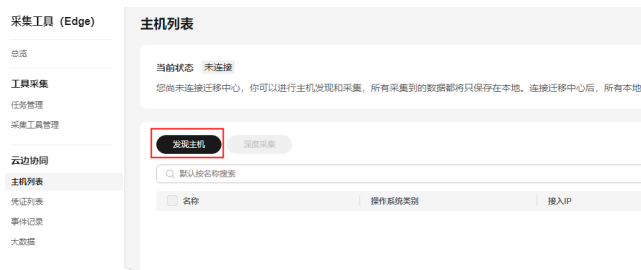 采集工具（Edge）
总览
工具采集
任务管理
采集工具管理
云边协同
主机列表
凭证列表
事件记录
大数据
主机列表
当前状态 未连接
您尚未连接迁移中心，你可以进行主机发现和采集，所有采集到的数据都将只保存在本地。连接迁移中心后，所有本地
发现主机 深度采集
默认按名称搜索
名称 操作系统类别 接入IP